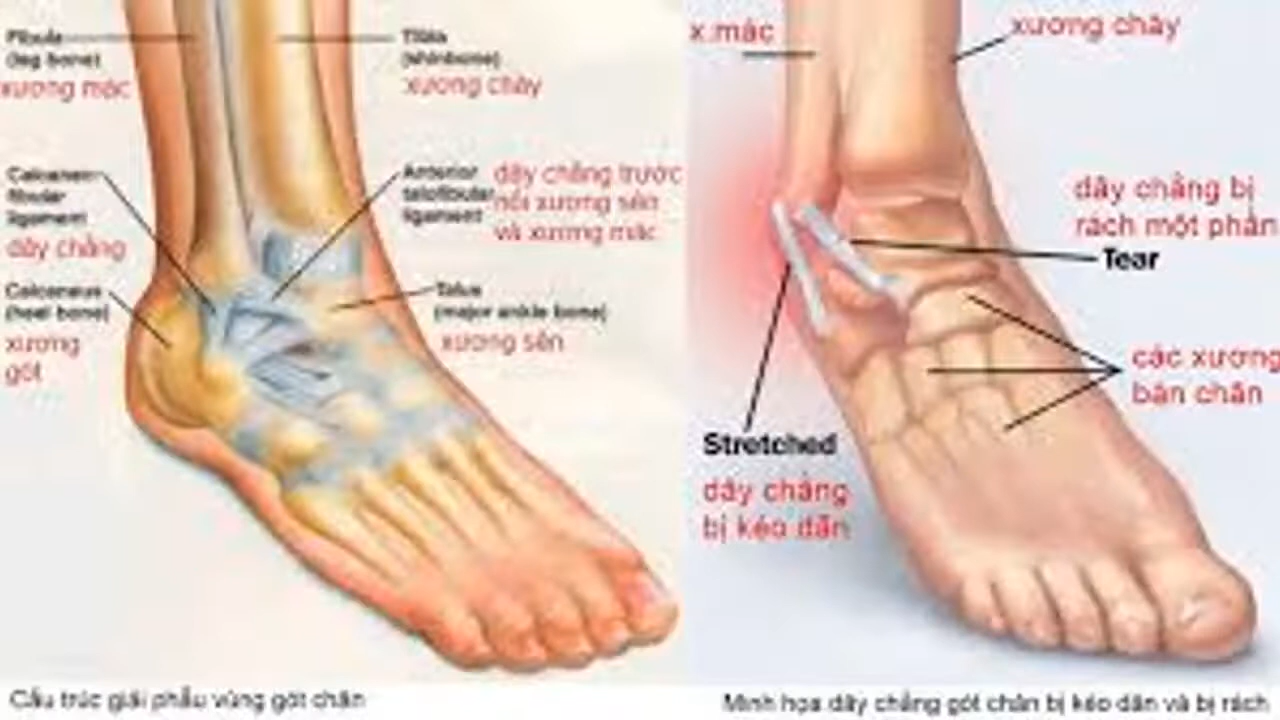 Fibula
(leg bone)
xương mác
Tibia
(shinbone)
xương chày
Calcaneo-
fibular
ligament
dây chằng
Calcaneus
(heel bone)
xương
gót
Anterior
talofibular
ligament
dây chằng trước
nối xương sên
và xương mác
Talus
(major ankle bone)
xương sên
Cấu trúc giải phẫu vùng gót chân
x.mác
xương chày
dây chằng bị
rách một phần
Tear
các xương
bàn chân
Stretched
dây chằng
bị kéo dãn
Minh họa dây chằng gót chân bị kéo dãn và bị rách